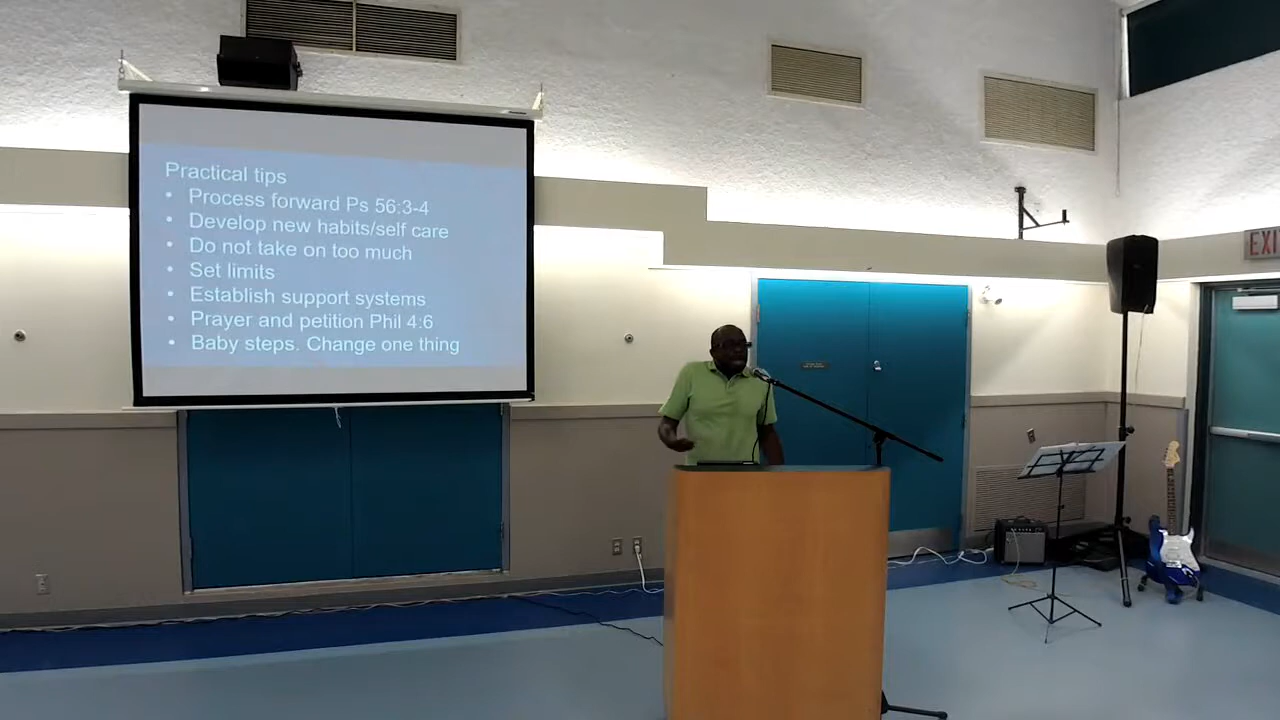 Practical tips
• Process forward Ps 56:3-4
• Develop new habits/self care
• Do not take on too much
• Set limits
• Establish support systems
• Prayer and petition Phil 4:6
• Baby steps. Change one thing
EXI